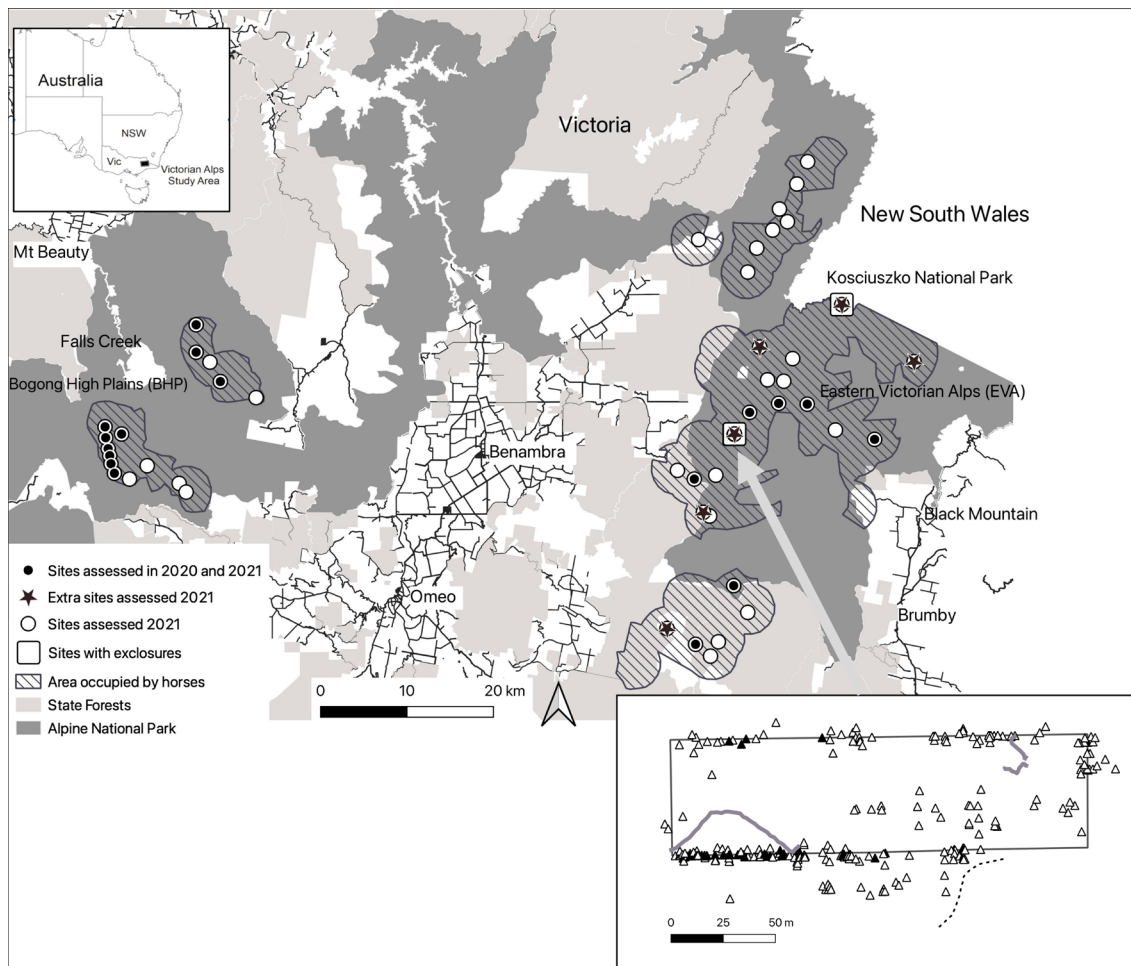 Australia
NSW
Vic
Victorian Alps
Study Area
Victoria
New South Wales
Mt Beauty
Kosciuszko National Park
Falls Creek
Bogong High Plains (BHP)
Eastern Victorian Alps (EVA)
Benambra
Black Mountain
Omeo
Brumby
Sites assessed in 2020 and 2021
Extra sites assessed 2021
Sites assessed 2021
Sites with exclosures
Area occupied by horses
State Forests
Alpine National Park
0 10 20 km
0 25 50 m